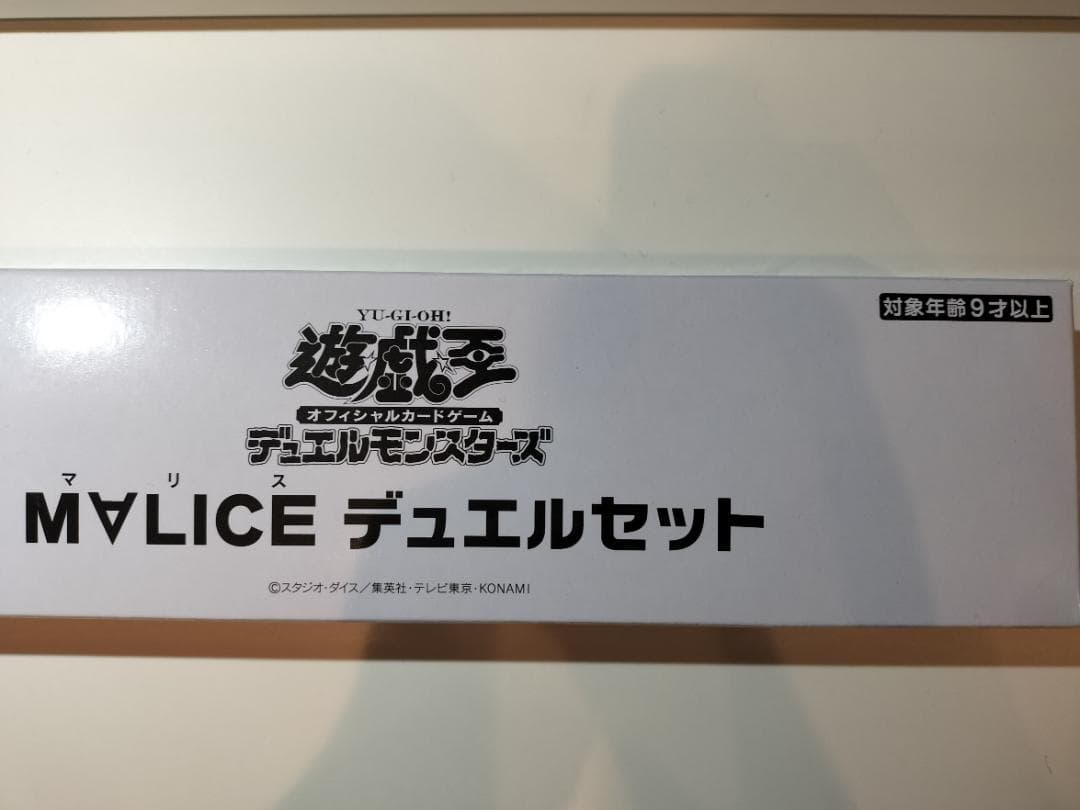 対象年齢9才以上
YU-GI-OH!
遊戯王
オフィシャルカードゲーム
デュエルモンスターズ
マリス
M∀LICE デュエルセット
©スタジオ・ダイス/集英社・テレビ東京・KONAMI